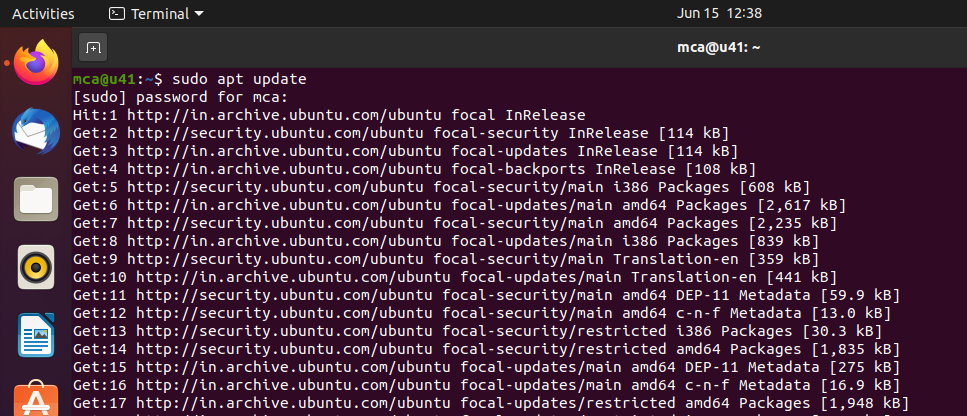 Activities
Terminal
Jun 15 12:38
mca@u41: ~
mca@u41:~$ sudo apt update
[sudo] password for mca:
Hit:1 http://in.archive.ubuntu.com/ubuntu focal InRelease
Get:2 http://security.ubuntu.com/ubuntu focal-security InRelease [114 kB]
Get:3 http://in.archive.ubuntu.com/ubuntu focal-updates InRelease [114 kB]
Get:4 http://in.archive.ubuntu.com/ubuntu focal-backports InRelease [108 kB]
Get:5 http://security.ubuntu.com/ubuntu focal-security/main i386 Packages [608 kB]
Get:6 http://in.archive.ubuntu.com/ubuntu focal-updates/main amd64 Packages [2,617 kB]
Get:7 http://security.ubuntu.com/ubuntu focal-security/main amd64 Packages [2,235 kB]
Get:8 http://in.archive.ubuntu.com/ubuntu focal-updates/main i386 Packages [839 kB]
Get:9 http://security.ubuntu.com/ubuntu focal-security/main Translation-en [359 kB]
Get:10 http://in.archive.ubuntu.com/ubuntu focal-updates/main Translation-en [441 kB]
Get:11 http://security.ubuntu.com/ubuntu focal-security/main amd64 DEP-11 Metadata [59.9 kB]
Get:12 http://security.ubuntu.com/ubuntu focal-security/main amd64 c-n-f Metadata [13.0 kB]
Get:13 http://security.ubuntu.com/ubuntu focal-security/restricted i386 Packages [30.3 kB]
Get:14 http://security.ubuntu.com/ubuntu focal-security/restricted amd64 Packages [1,835 kB]
Get:15 http://in.archive.ubuntu.com/ubuntu focal-updates/main amd64 DEP-11 Metadata [275 kB]
Get:16 http://in.archive.ubuntu.com/ubuntu focal-updates/main amd64 c-n-f Metadata [16.9 kB]
Get:17 http://in.archive.ubuntu.com/ubuntu focal-updates/restricted amd64 Packages [1,948 kB]